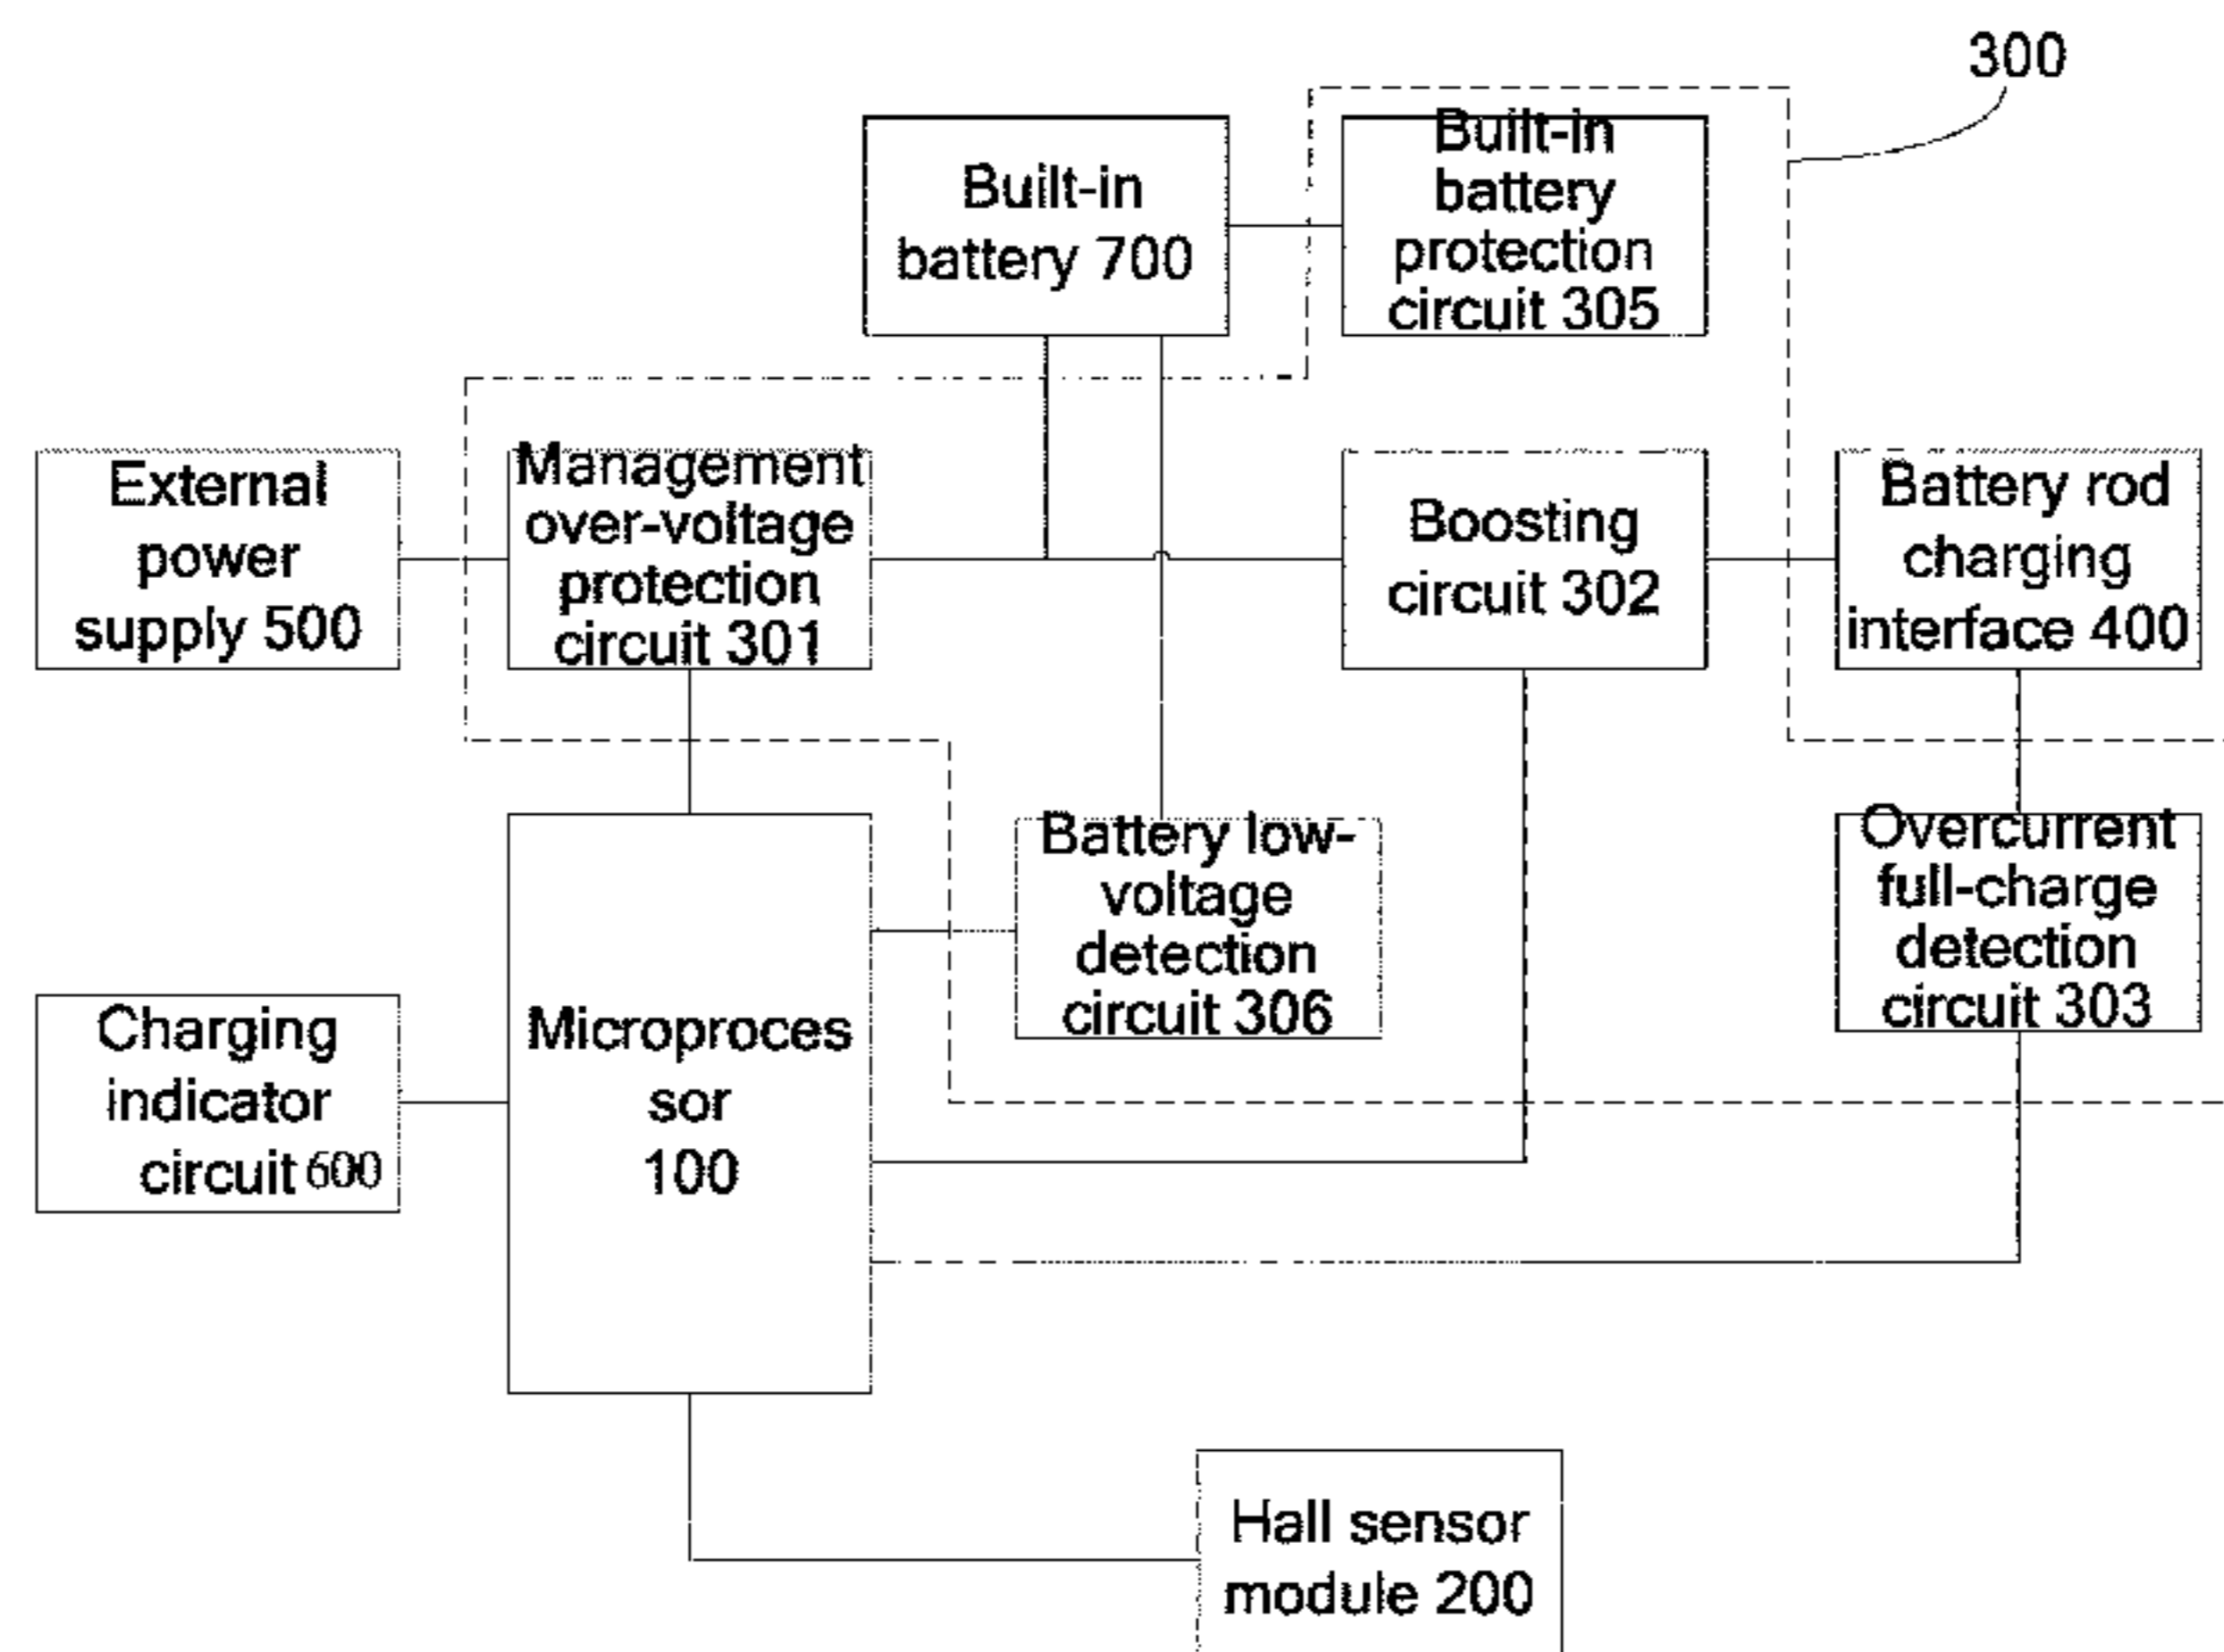 300
Built-in
battery 700
Built-in
battery
protection
circuit 305
External
power
supply 500
Management
over-voltage
protection
circuit 301
Boosting
circuit 302
Battery rod
charging
interface 400
Charging
indicator
circuit 600
Microproces
sor
100
Battery low-
voltage
detection
circuit 306
Overcurrent
full-charge
detection
circuit 303
Hall sensor
module 200